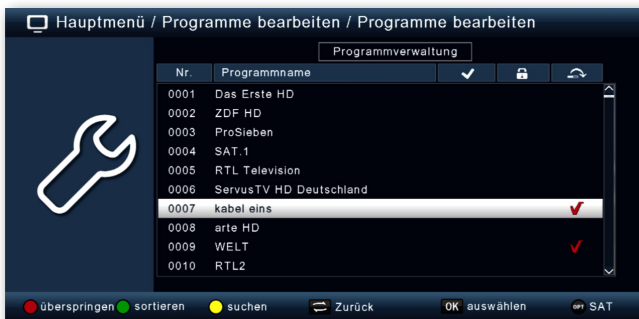 Hauptmenü / Programme bearbeiten / Programme bearbeiten
Programmverwaltung
Nr. Programmname
0001 Das Erste HD
0002 ZDF HD
0003 ProSieben
0004 SAT.1
0005 RTL Television
0006 ServusTV HD Deutschland
0007 kabel eins
0008 arte HD
0009 WELT
0010 RTL2
überspringen sortieren suchen Zurück OK auswählen OPT SAT